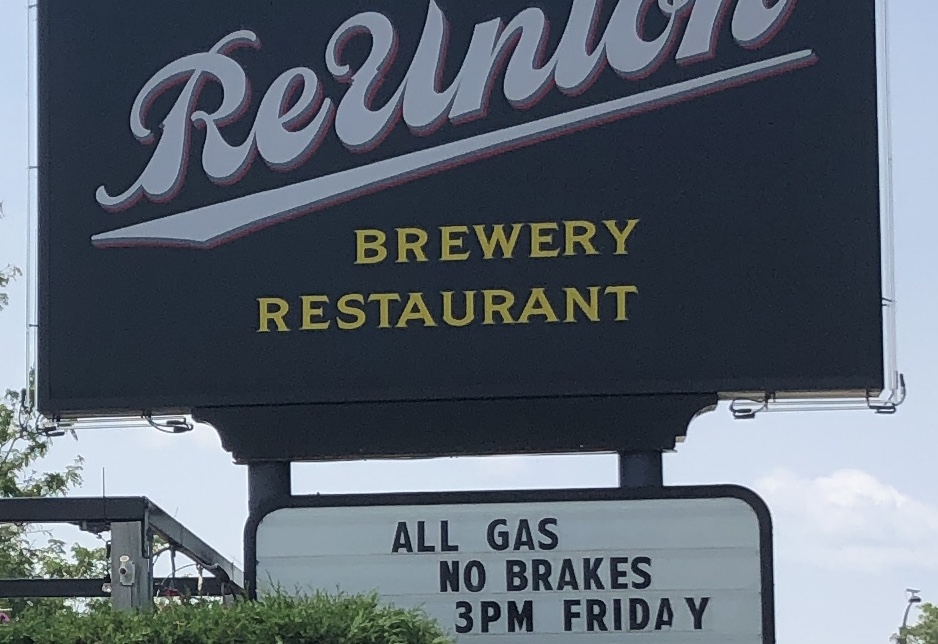 ReUnion
BREWERY
RESTAURANT
ALL GAS
NO BRAKES
3PM FRIDAY